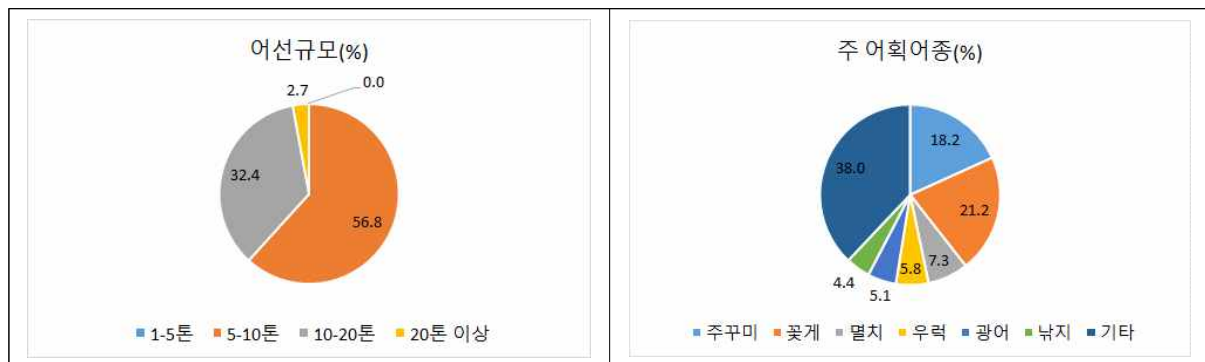 어선규모(%)
0.0
2.7
32.4
56.8
1-5톤 5-10톤 10-20톤 20톤 이상
주 어획어종(%)
18.2
38.0
21.2
7.3
5.8
4.4
5.1
주꾸미 꽃게 멸치 우럭 광어 낚지 기타